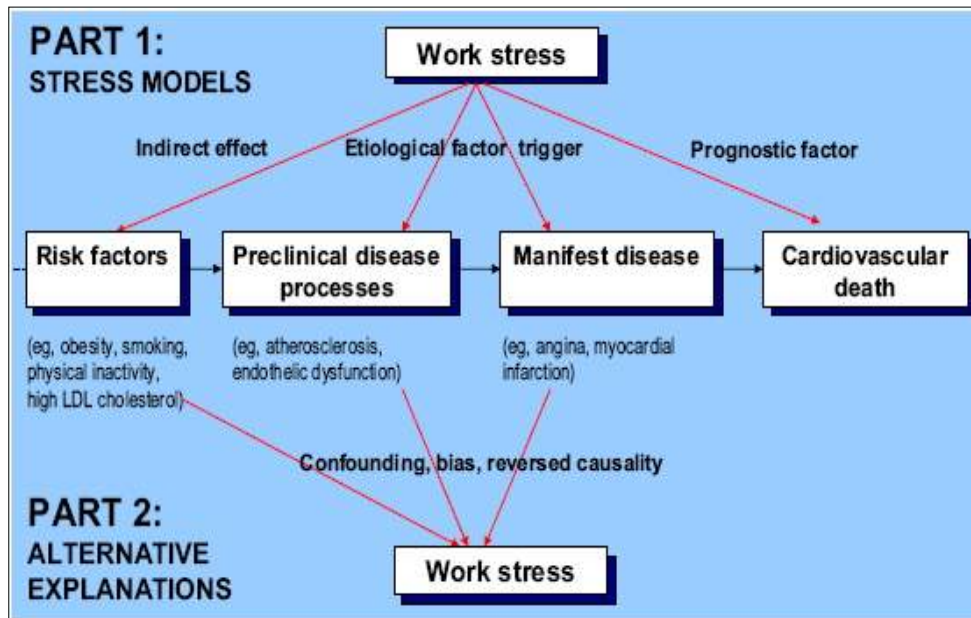 PART 1:
STRESS MODELS
Work stress
Indirect effect
Etiological factor trigger
Prognostic factor
Risk factors
Preclinical disease
processes
Manifest disease
Cardiovascular
death
(eg, obesity, smoking,
physical inactivity,
high LDL cholesterol)
(eg, atherosclerosis,
endothelic dysfunction)
(eg, angina, myocardial
infarction)
Confounding, bias, reversed causality
PART 2:
ALTERNATIVE
EXPLANATIONS
Work stress